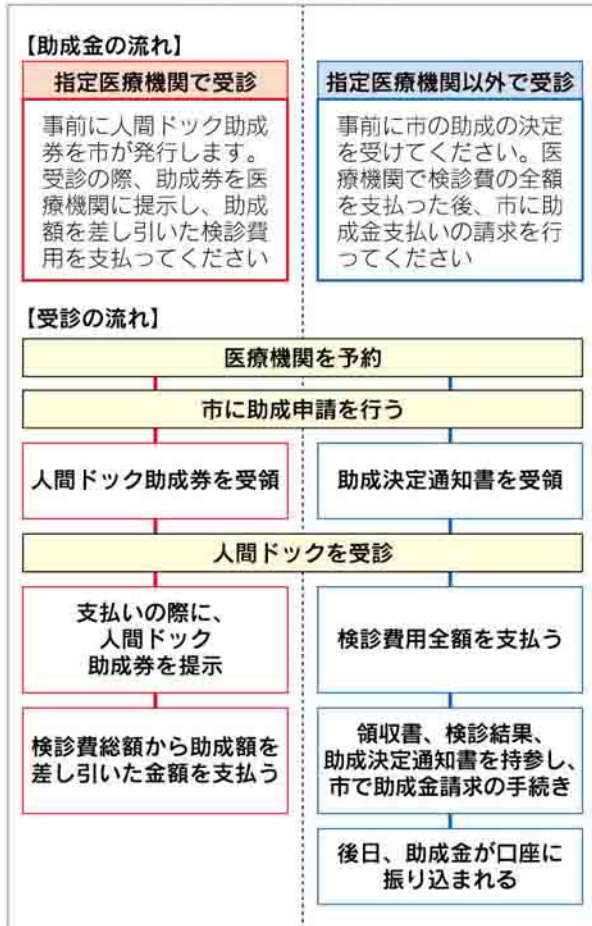 【助成金の流れ】
指定医療機関で受診
事前に人間ドック助成
券を市が発行します。
受診の際、助成券を医
療機関に提示し、助成
額を差し引いた検診費
用を支払ってください
指定医療機関以外で受診
事前に市の助成の決定
を受けてください。医
療機関で検診費の全額
を支払った後、市に助
成金支払いの請求を行
ってください
【受診の流れ】
医療機関を予約
市に助成申請を行う
人間ドック助成券を受領
助成決定通知書を受領
人間ドックを受診
支払いの際に、
人間ドック
助成券を提示
検診費用全額を支払う
検診費総額から助成額を
差し引いた金額を支払う
領収書、検診結果、
助成決定通知書を持参し、
市で助成金請求の手続き
後日、助成金が口座に
振り込まれる